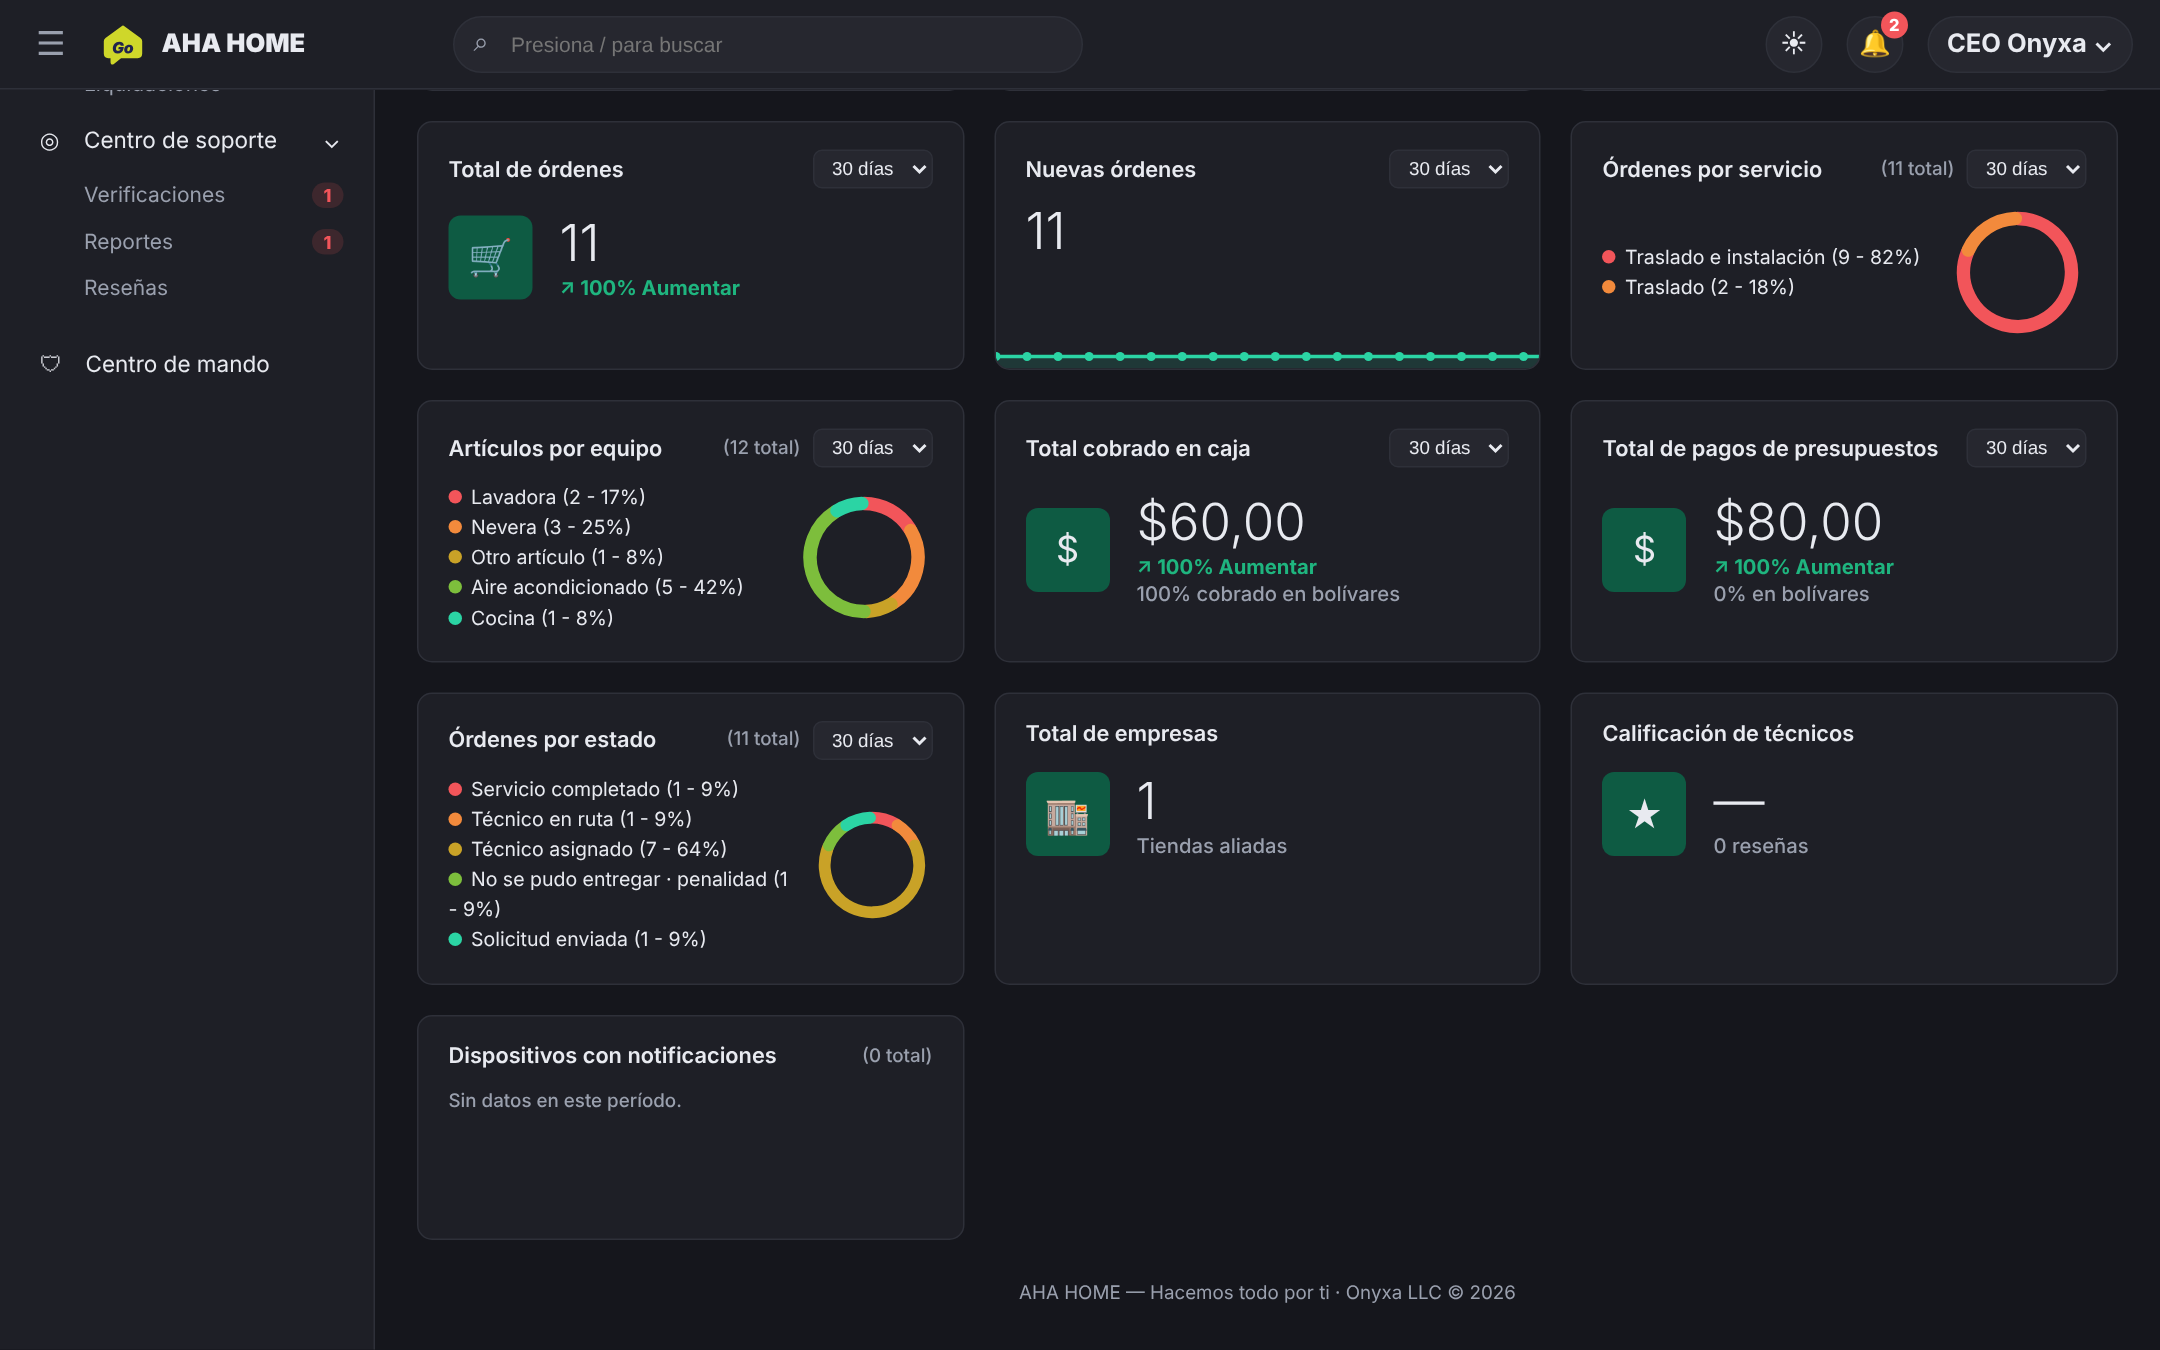 Go AHA HOME
Presiona / para buscar
2
CEO Onyxa
Liquidaciones
Centro de soporte
Verificaciones 1
Reportes 1
Reseñas
Centro de mando
Total de órdenes 30 días
11
↗ 100% Aumentar
Nuevas órdenes 30 días
11
Órdenes por servicio (11 total) 30 días
Traslado e instalación (9 - 82%)
Traslado (2 - 18%)
Artículos por equipo (12 total) 30 días
Lavadora (2 - 17%)
Nevera (3 - 25%)
Otro artículo (1 - 8%)
Aire acondicionado (5 - 42%)
Cocina (1 - 8%)
Total cobrado en caja 30 días
$ $60,00
↗ 100% Aumentar
100% cobrado en bolívares
Total de pagos de presupuestos 30 días
$ $80,00
↗ 100% Aumentar
0% en bolívares
Órdenes por estado (11 total) 30 días
Servicio completado (1 - 9%)
Técnico en ruta (1 - 9%)
Técnico asignado (7 - 64%)
No se pudo entregar · penalidad (1
- 9%)
Solicitud enviada (1 - 9%)
Total de empresas
1
Tiendas aliadas
Calificación de técnicos
—
0 reseñas
Dispositivos con notificaciones (0 total)
Sin datos en este período.
AHA HOME — Hacemos todo por ti · Onyxa LLC © 2026